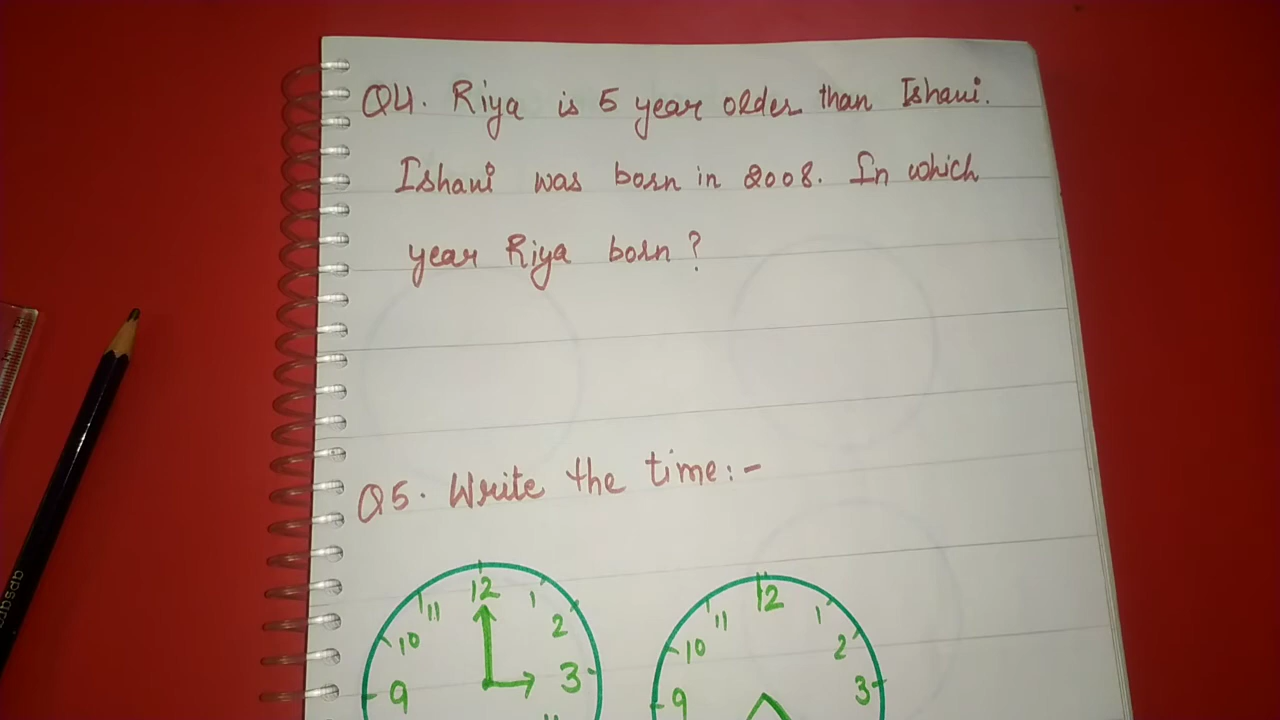 Q4. Riya is 5 year older than Ishani.
Ishani was born in 2008. In which
year Riya born?
Q5. Write the time:-
12
1
2
3
9
10
11
12
1
2
3
9
10
11
apsara